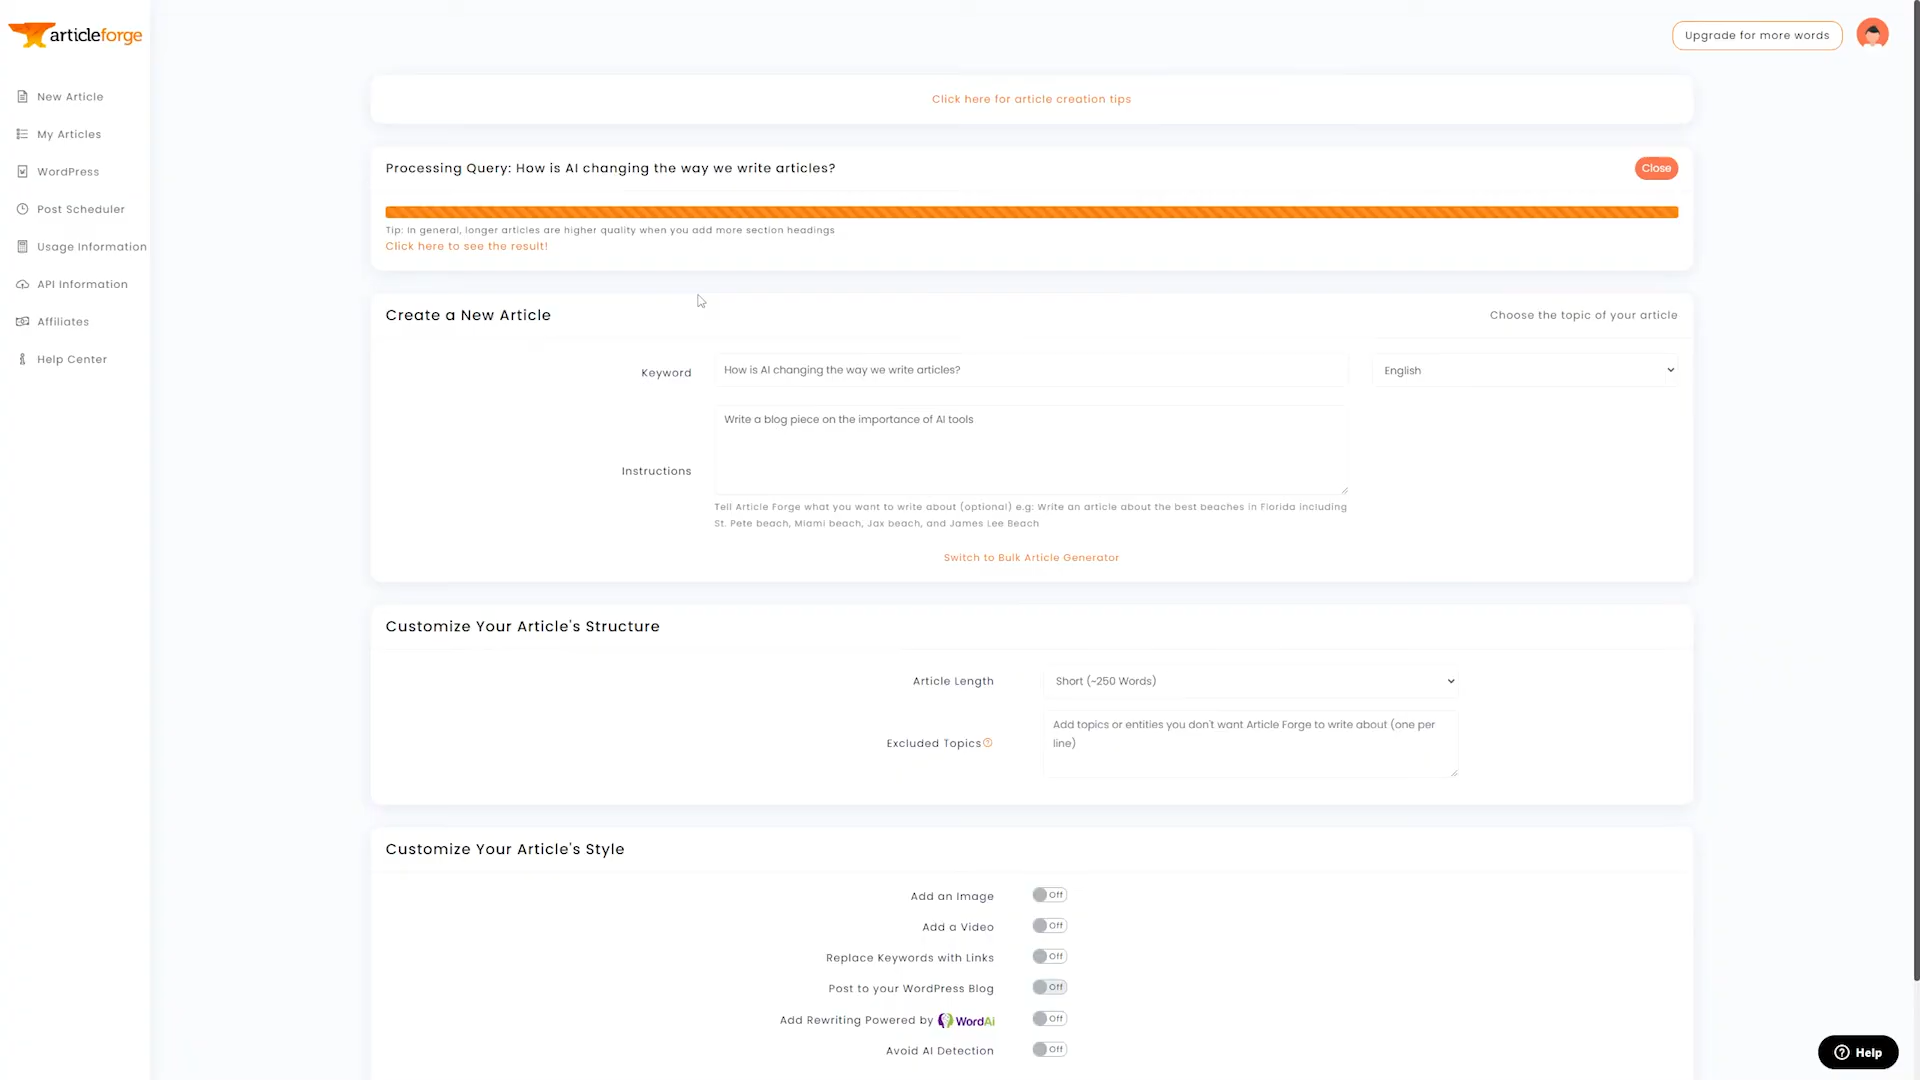 articleforge
Upgrade for more words
New Article
My Articles
WordPress
Post Scheduler
Usage Information
API Information
Affiliates
Help Center
Click here for article creation tips
Processing Query: How is AI changing the way we write articles?
Close
Tip: In general, longer articles are higher quality when you add more section headings
Click here to see the result!
Create a New Article
Choose the topic of your article
Keyword
How is AI changing the way we write articles?
English
Instructions
Write a blog piece on the importance of AI tools
Tell Article Forge what you want to write about (optional) e.g: Write an article about the best beaches in Florida including
St. Pete beach, Miami beach, Jax beach, and James Lee Beach
Switch to Bulk Article Generator
Customize Your Article's Structure
Article Length
Short (~250 Words)
Excluded Topics
Add topics or entities you don't want Article Forge to write about (one per
line)
Customize Your Article's Style
Add an Image
Off
Add a Video
Off
Replace Keywords with Links
Off
Post to your WordPress Blog
Off
Add Rewriting Powered by WordAi
Off
Avoid AI Detection
Off
Help